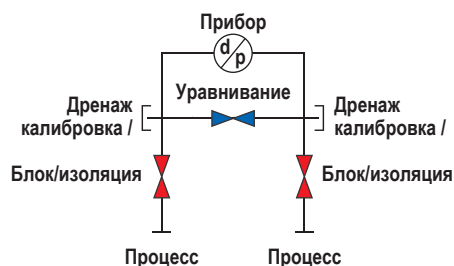 Прибор
d/p
Уравнивание
Дренаж
калибровка /
Дренаж
калибровка /
Блок/изоляция
Блок/изоляция
Процесс
Процесс